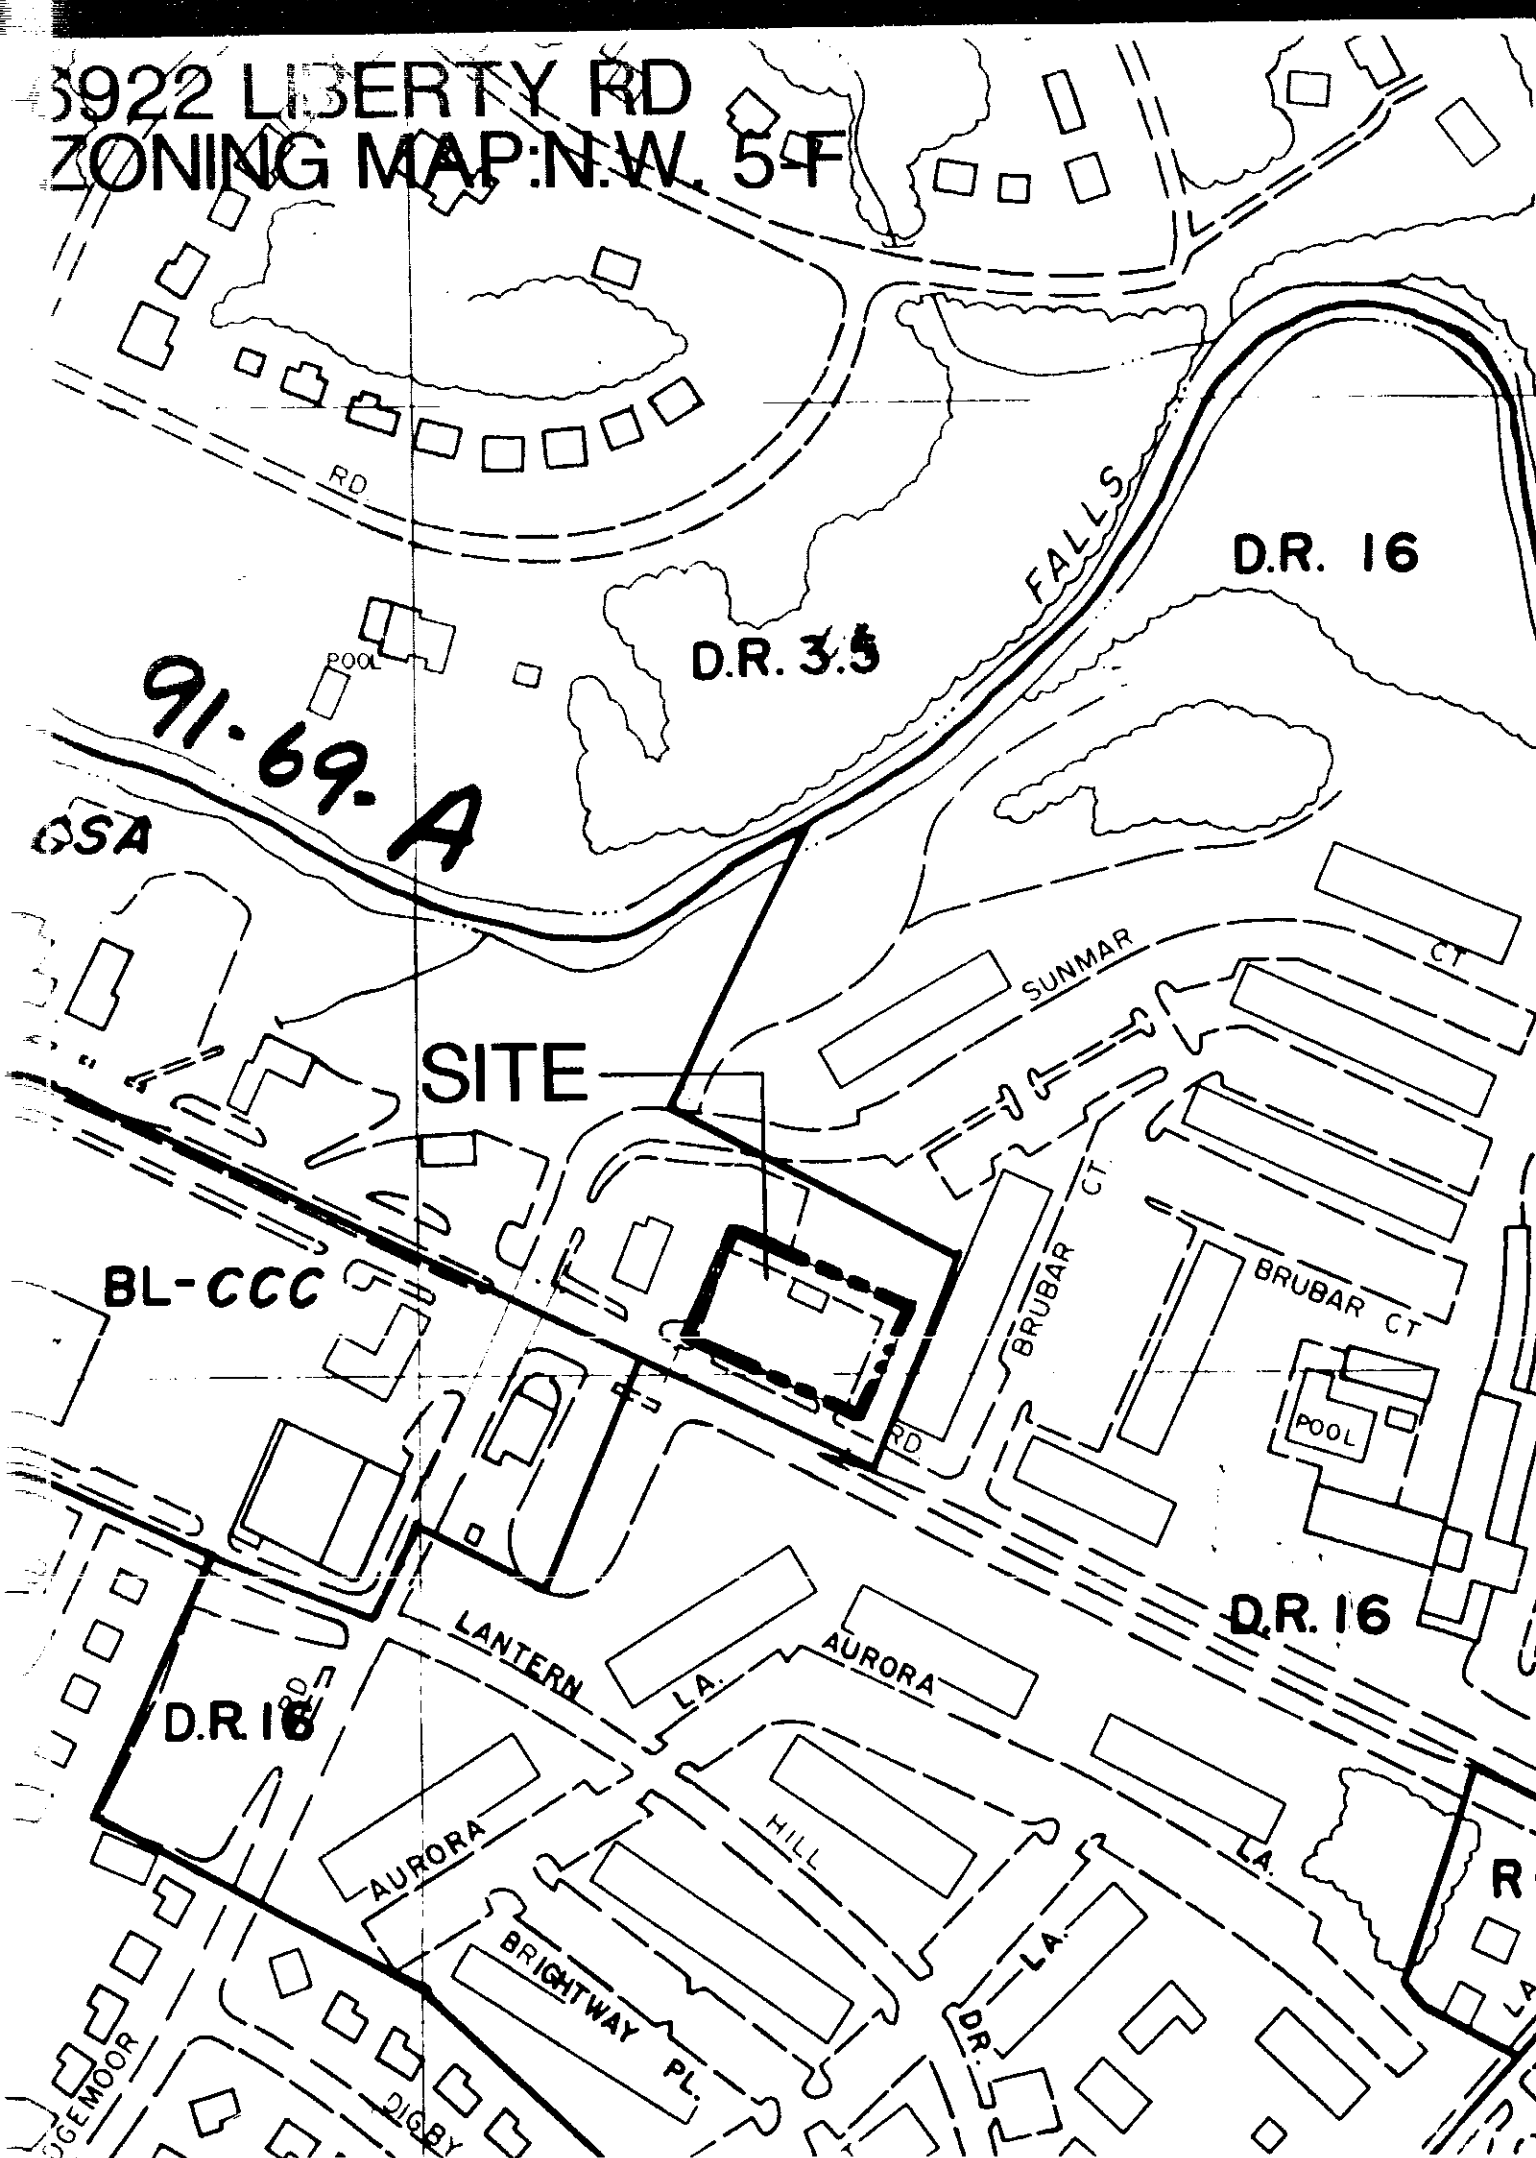 6922 LIBERTY RD
ZONING MAP: N.W. 5-F
RD
FALLS
D.R. 16
D.R. 3.5
POOL
91-69-A
SUNMAR
CT
SITE
CT.
BRUBAR
BRUBAR CT
BL-CCC
POOL
RD
D.R. 16
LANTERN
LA.
AURORA
RD
D.R. 16
HILL
AURORA
LA.
R
BRIGHTWAY PL.
LA.
DR.
DIGBY